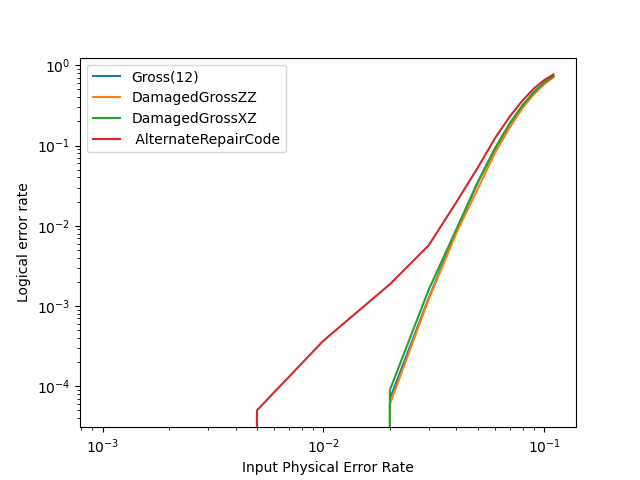 Gross(12)
DamagedGrossZZ
DamagedGrossXZ
AlternateRepairCode
Logical error rate
10⁰
10⁻¹
10⁻²
10⁻³
10⁻⁴
10⁻³ 10⁻² 10⁻¹
Input Physical Error Rate